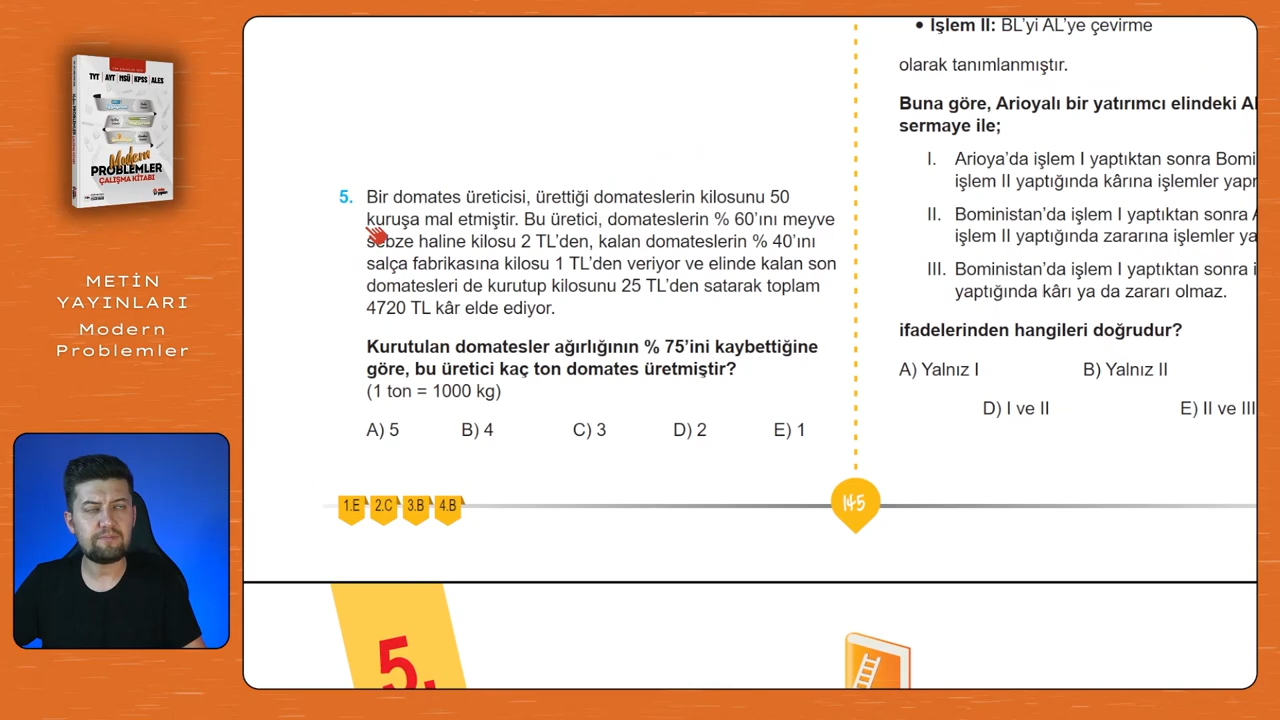 TYT | AYT | MSÜ | KPSS | ALES
Modern
PROBLEMLER
ÇALIŞMA KİTABI
METİN
YAYINLARI
Modern
Problemler
5. Bir domates üreticisi, ürettiği domateslerin kilosunu 50
kuruşa mal etmiştir. Bu üretici, domateslerin % 60'ını meyve
sebze haline kilosu 2 TL'den, kalan domateslerin % 40'ını
salça fabrikasına kilosu 1 TL'den veriyor ve elinde kalan son
domatesleri de kurutup kilosunu 25 TL'den satarak toplam
4720 TL kâr elde ediyor.
Kurutulan domatesler ağırlığının % 75'ini kaybettiğine
göre, bu üretici kaç ton domates üretmiştir?
(1 ton = 1000 kg)
A) 5 B) 4 C) 3 D) 2 E) 1
1.E 2.C 3.B 4.B
• İşlem II: BL'yi AL'ye çevirme
olarak tanımlanmıştır.
Buna göre, Arioyalı bir yatırımcı elindeki
sermaye ile;
I. Arioya'da işlem I yaptıktan sonra
işlem II yaptığında kârına işlemler
II. Boministan'da işlem I yaptıktan sonra
işlem II yaptığında zararına işlemler
III. Boministan'da işlem I yaptıktan sonra
yaptığında kârı ya da zararı olmaz.
ifadelerinden hangileri doğrudur?
A) Yalnız I B) Yalnız II
D) I ve II E) II ve III
145
5.